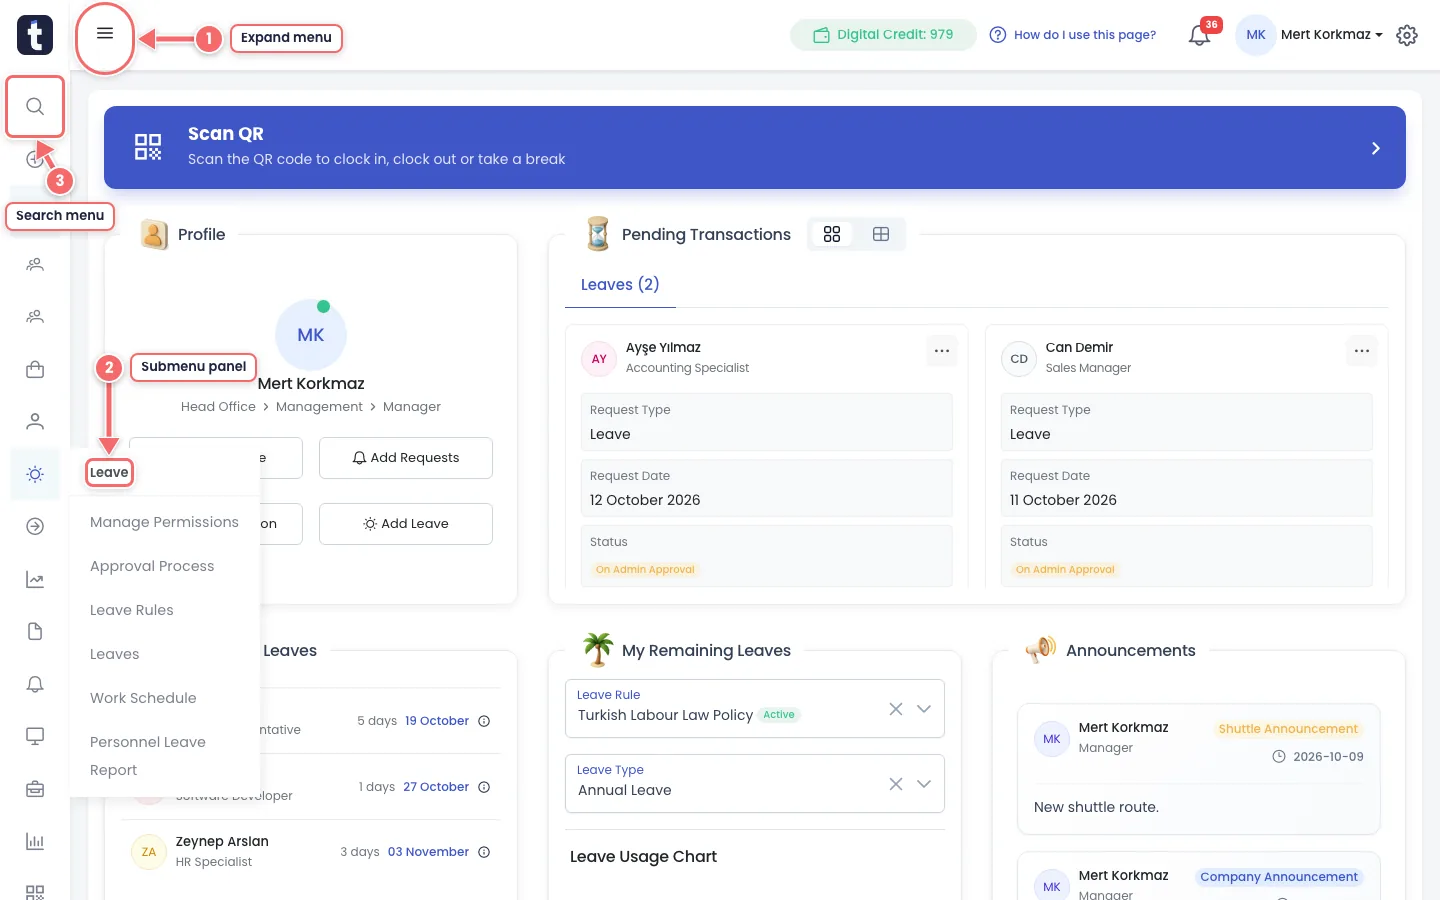 t
1
Expand menu
Digital Credit: 979
How do I use this page?
36
MK
Mert Korkmaz
Scan QR
Scan the QR code to clock in, clock out or take a break
3
Search menu
Profile
MK
Mert Korkmaz
Head Office > Management > Manager
e
Add Requests
on
Add Leave
2
Submenu panel
Leave
Manage Permissions
Approval Process
Leave Rules
Leaves
Work Schedule
Personnel Leave
Report
Pending Transactions
Leaves (2)
AY
Ayşe Yılmaz
Accounting Specialist
Request Type
Leave
Request Date
12 October 2026
Status
On Admin Approval
CD
Can Demir
Sales Manager
Request Type
Leave
Request Date
11 October 2026
Status
On Admin Approval
Leaves
ntative
5 days 19 October
Software Developer
1 days 27 October
ZA
Zeynep Arslan
HR Specialist
3 days 03 November
My Remaining Leaves
Leave Rule
Turkish Labour Law Policy Active
Leave Type
Annual Leave
Leave Usage Chart
Announcements
MK
Mert Korkmaz
Manager
Shuttle Announcement
2026-10-09
New shuttle route.
MK
Mert Korkmaz
Manager
Company Announcement